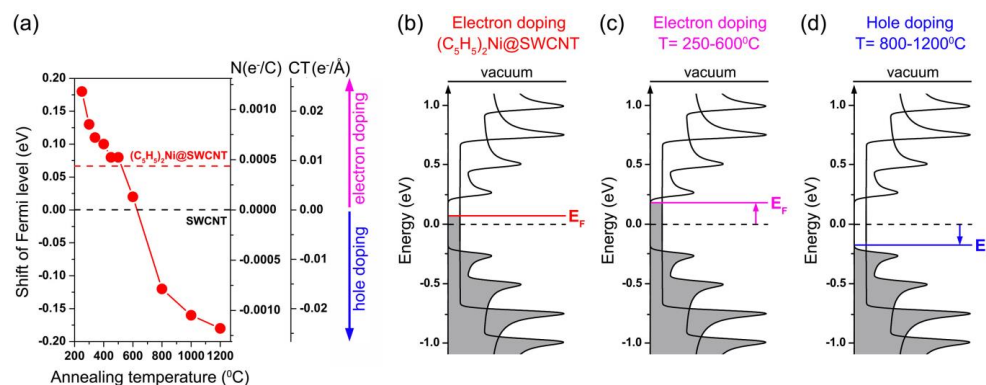 (a)
N(e⁻/C) CT(e⁻/Å)
Shift of Fermi level (eV)
0.20
0.15
0.10
0.05
0.00
-0.05
-0.10
-0.15
0.20
(C₅H₅)₂Ni@SWCNT
SWCNT
0.0010
0.0005
0.0000
-0.0005
-0.0010
0.02
0.01
0.00
-0.01
-0.02
electron doping
hole doping
200 400 600 800 1000 1200
Annealing temperature (⁰C)
(b)
Electron doping
(C₅H₅)₂Ni@SWCNT
vacuum
Energy (eV)
1.0
0.5
0.0
-0.5
-1.0
E_F
(c)
Electron doping
T= 250-600⁰C
vacuum
Energy (eV)
1.0
0.5
0.0
-0.5
-1.0
E_F
(d)
Hole doping
T= 800-1200⁰C
vacuum
Energy (eV)
1.0
0.5
0.0
-0.5
-1.0
E